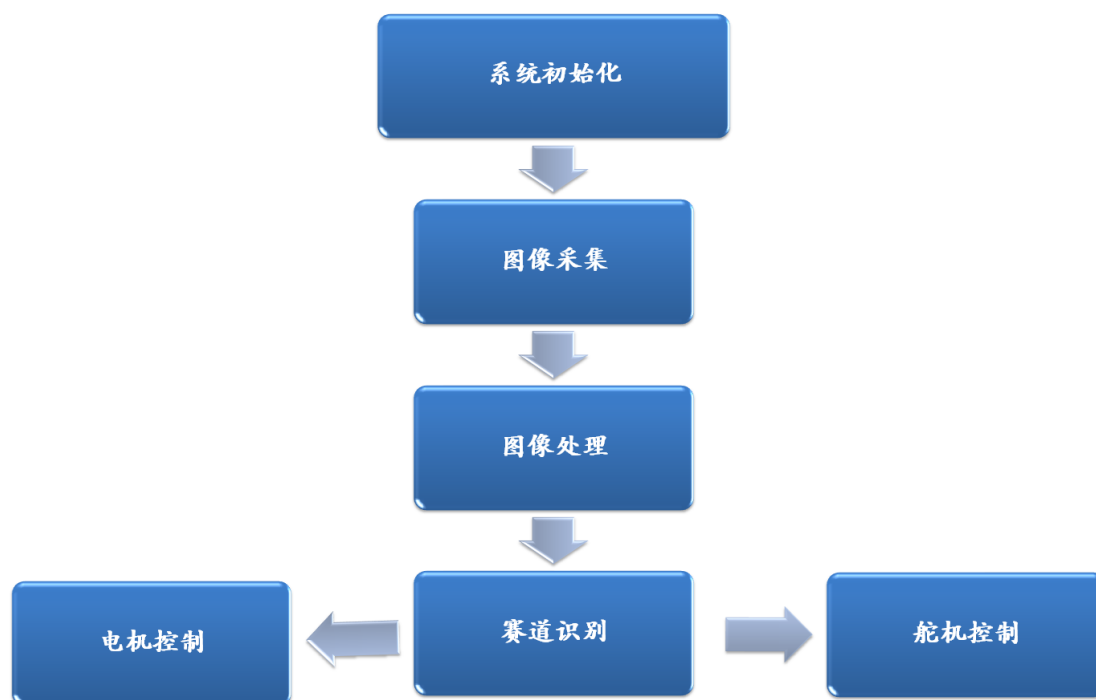 系统初始化
图像采集
图像处理
电机控制
赛道识别
舵机控制